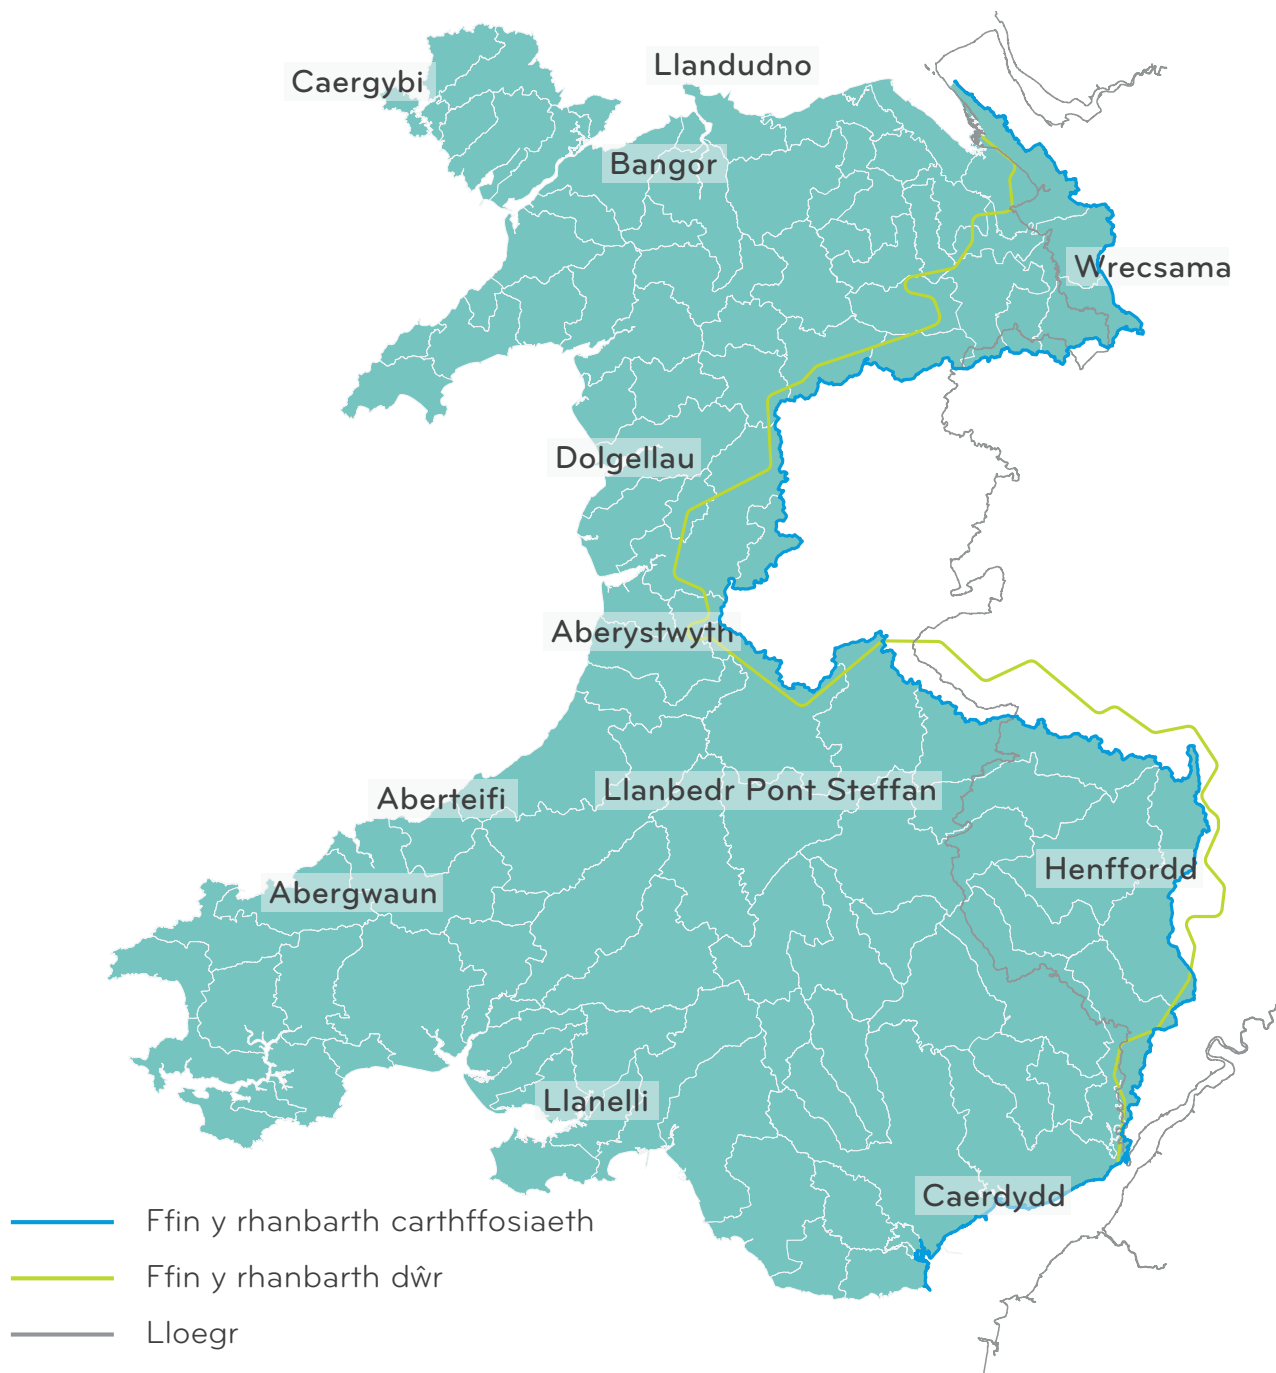 Llandudno
Caergybi
Bangor
Wrecsama
Dolgellau
Aberystwyth
Llanbedr Pont Steffan
Aberteifi
Henffordd
Abergwaun
Llanelli
Caerdydd
Ffin y rhanbarth carthffosiaeth
Ffin y rhanbarth dŵr
Lloegr